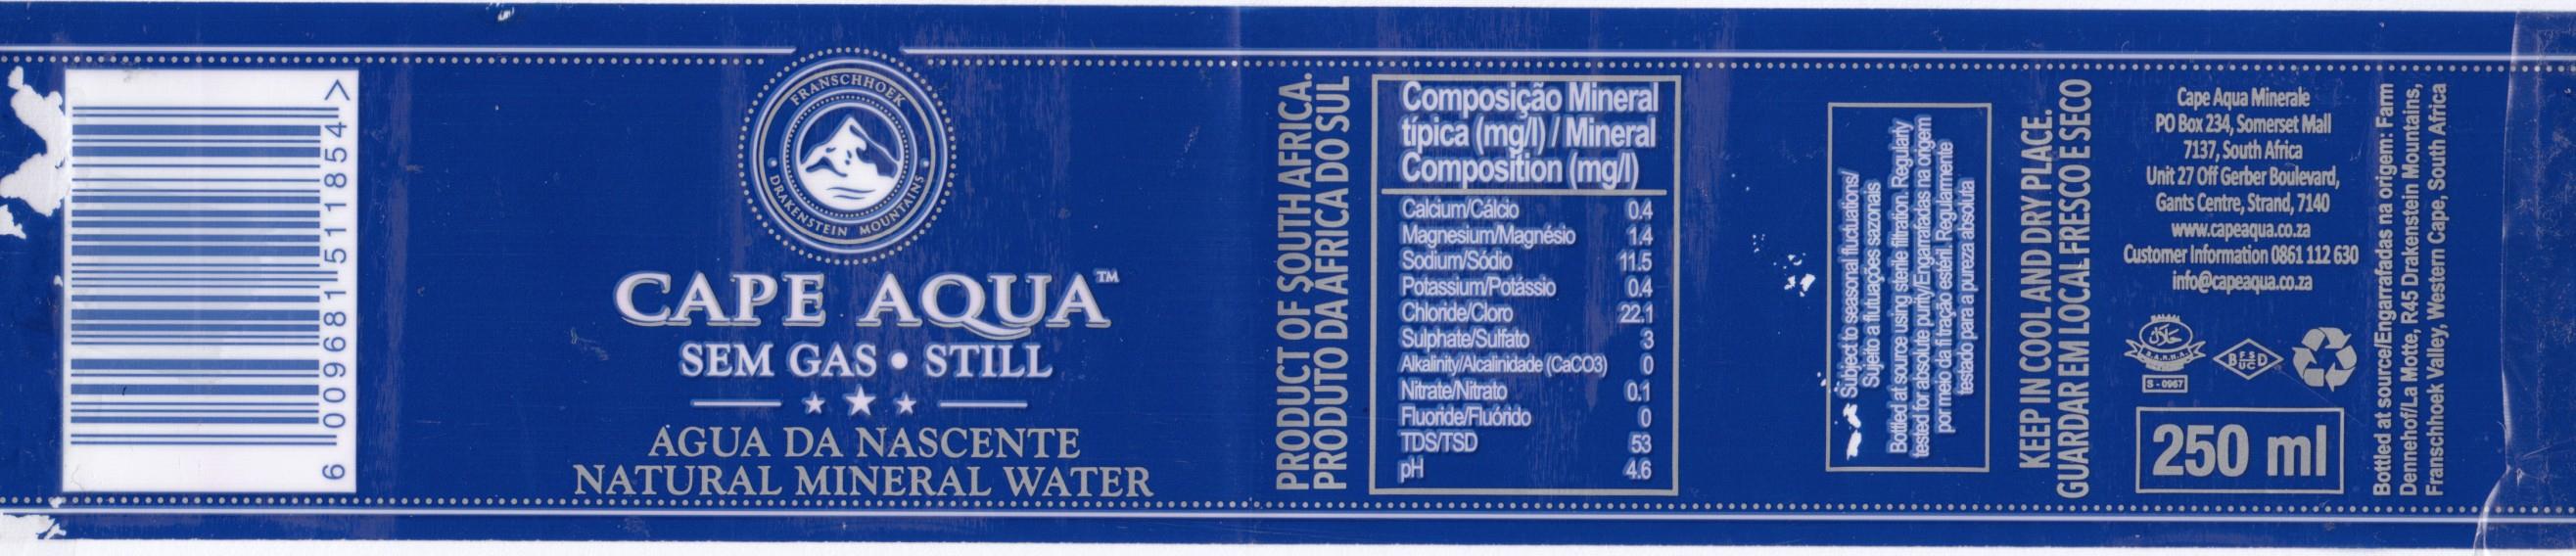 6 009681 511854 >
FRANSCHHOEK
DRAKENSTEIN MOUNTAINS
CAPE AQUA™
SEM GAS • STILL
ÁGUA DA NASCENTE
NATURAL MINERAL WATER
PRODUCT OF SOUTH AFRICA.
PRODUTO DA AFRICA DO SUL
Composição Mineral
típica (mg/l) / Mineral
Composition (mg/l)
Calcium/Cálcio 0.4
Magnesium/Magnésio 1.4
Sodium/Sódio 11.5
Potassium/Potássio 0.4
Chloride/Cloro 22.1
Sulphate/Sulfato 3
Alkalinity/Alcalinidade (CaCO3) 0
Nitrate/Nitrato 0.1
Fluoride/Fluórido 0
TDS/TSD 53
pH 4.6
Subject to seasonal fluctuations/
Sujeito a flutuações sazonais
Bottled at source using sterile filtration. Regularly
tested for absolute purity/Engarrafadas na origem
por meio da filtração estéril. Regularmente
testado para a pureza absoluta
KEEP IN COOL AND DRY PLACE.
GUARDAR EM LOCAL FRESCO E SECO
Cape Aqua Minerale
PO Box 234, Somerset Mall
7137, South Africa
Unit 27 Off Gerber Boulevard,
Gants Centre, Strand, 7140
www.capeaqua.co.za
Customer Information 0861 112 630
info@capeaqua.co.za
حلال
S - 0967
250 ml
Bottled at source/Engarrafadas na origem: Farm
Dennehof/La Motte, R45 Drakenstein Mountains,
Franschhoek Valley, Western Cape, South Africa